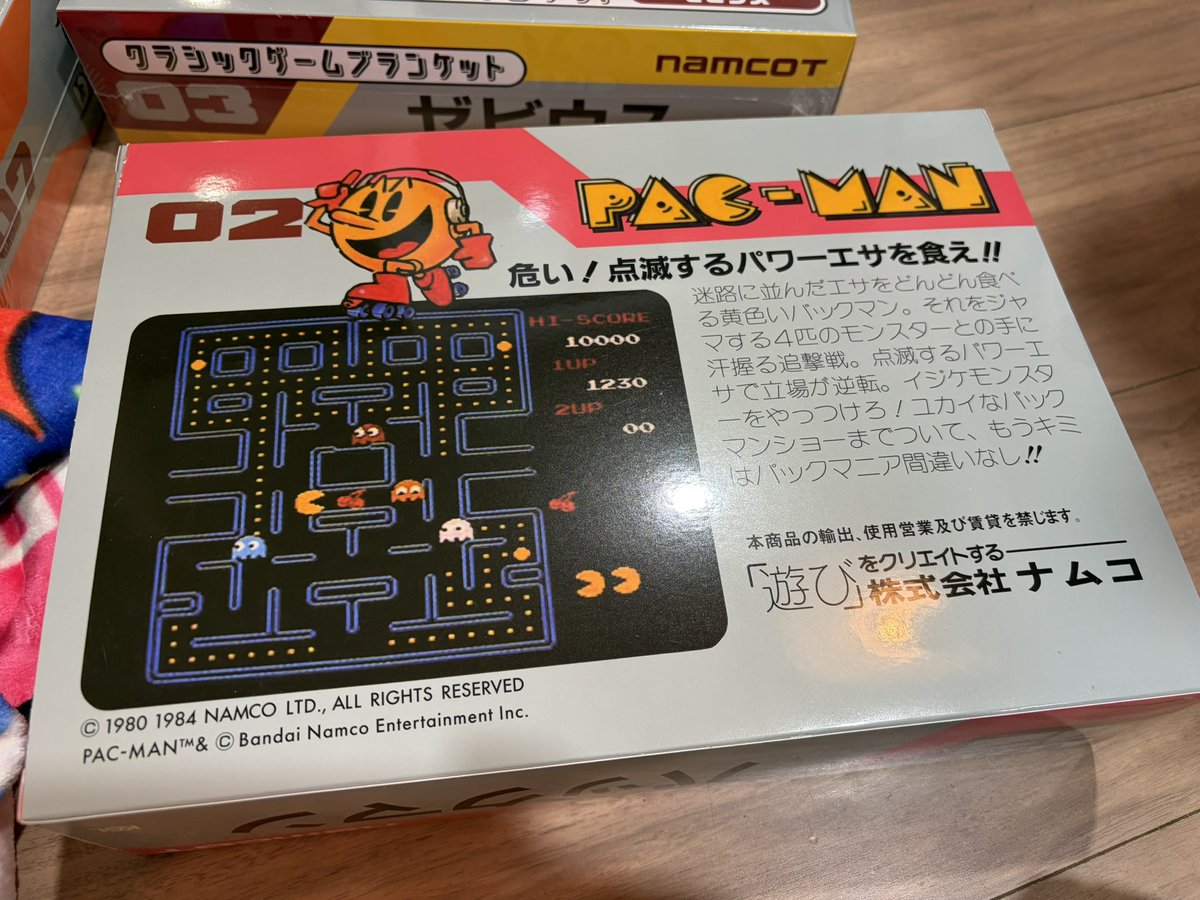 クラシックゲームブランケット
namcot
03
ゼビウス
02
PAC-MAN
危い！点滅するパワーエサを食え!!
迷路に並んだエサをどんどん食べ
る黄色いパックマン。それをジャ
マする4匹のモンスターとの手に
汗握る追撃戦。点滅するパワーエ
サで立場が逆転。イジケモンスタ
ーをやっつけろ！ユカイなパック
マンショーまでついて、もうキミ
はパックマニア間違いなし!!
HI-SCORE
10000
1UP
1230
2UP
00
本商品の輸出、使用営業及び賃貸を禁じます。
「遊び」をクリエイトする
株式会社ナムコ
© 1980 1984 NAMCO LTD., ALL RIGHTS RESERVED
PAC-MAN™& © Bandai Namco Entertainment Inc.
パックマン